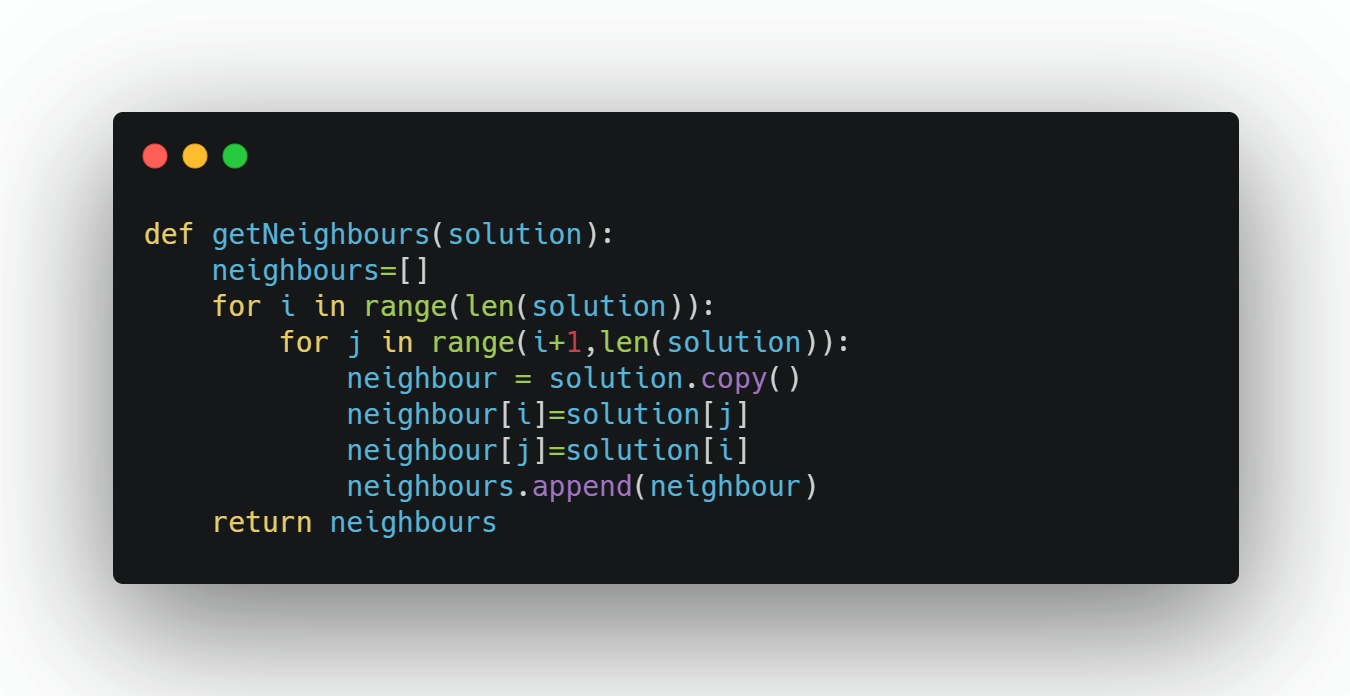 def getNeighbours(solution):
    neighbours=[]
    for i in range(len(solution)):
        for j in range(i+1,len(solution)):
            neighbour = solution.copy()
            neighbour[i]=solution[j]
            neighbour[j]=solution[i]
            neighbours.append(neighbour)
    return neighbours